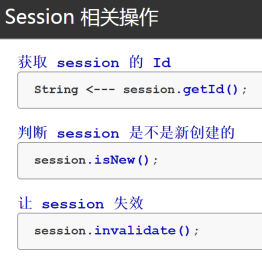 Session 相关操作
获取 session 的 Id
String <--- session.getId();
判断 session 是不是新创建的
session.isNew();
让 session 失效
session.invalidate();